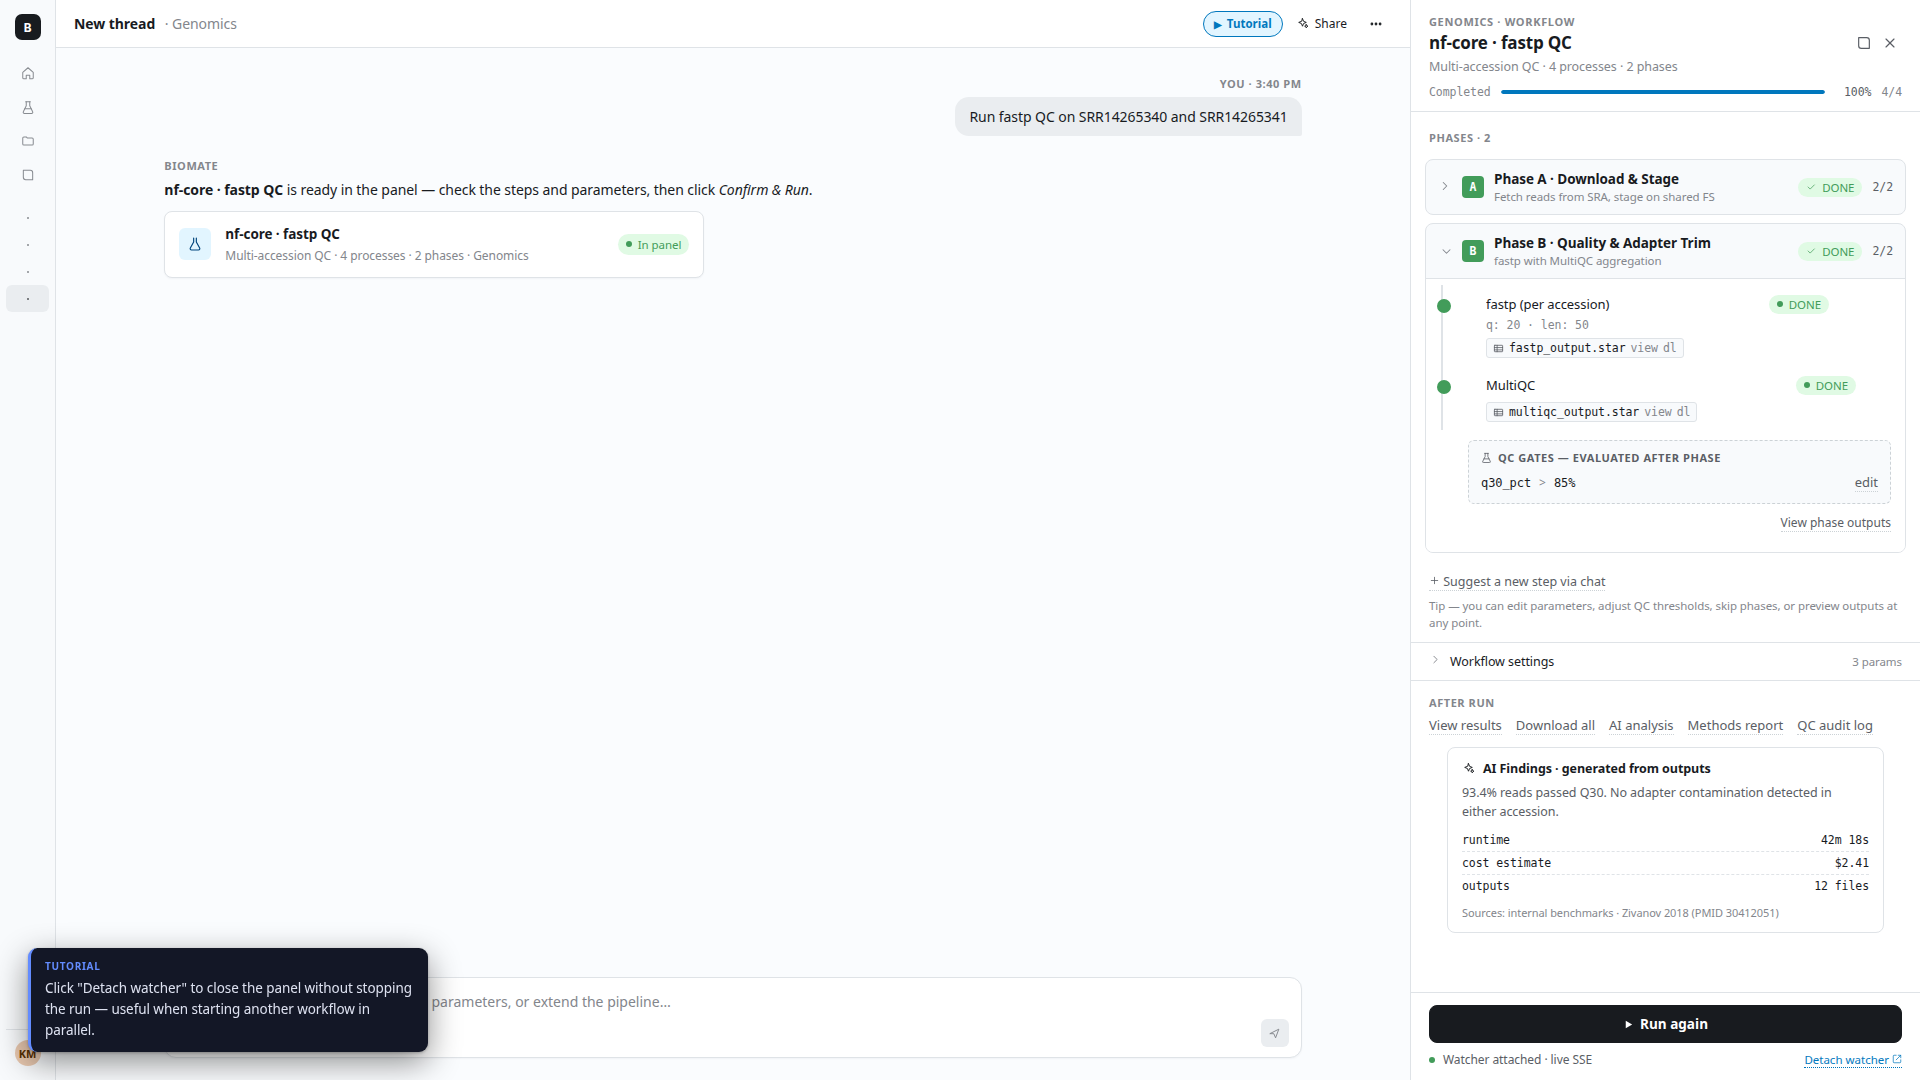 B
New thread · Genomics
▶ Tutorial
Share
YOU · 3:40 PM
Run fastp QC on SRR14265340 and SRR14265341
BIOMATE
nf-core · fastp QC is ready in the panel — check the steps and parameters, then click Confirm & Run.
nf-core · fastp QC
Multi-accession QC · 4 processes · 2 phases · Genomics
In panel
parameters, or extend the pipeline...
TUTORIAL
Click "Detach watcher" to close the panel without stopping
the run — useful when starting another workflow in
parallel.
KM
GENOMICS · WORKFLOW
nf-core · fastp QC
Multi-accession QC · 4 processes · 2 phases
Completed 100% 4/4
PHASES · 2
A Phase A · Download & Stage
Fetch reads from SRA, stage on shared FS
DONE 2/2
B Phase B · Quality & Adapter Trim
fastp with MultiQC aggregation
DONE 2/2
fastp (per accession) DONE
q: 20 · len: 50
fastp_output.star view dl
MultiQC DONE
multiqc_output.star view dl
QC GATES — EVALUATED AFTER PHASE
q30_pct > 85% edit
View phase outputs
+ Suggest a new step via chat
Tip — you can edit parameters, adjust QC thresholds, skip phases, or preview outputs at
any point.
Workflow settings 3 params
AFTER RUN
View results Download all AI analysis Methods report QC audit log
AI Findings · generated from outputs
93.4% reads passed Q30. No adapter contamination detected in
either accession.
runtime 42m 18s
cost estimate $2.41
outputs 12 files
Sources: internal benchmarks · Zivanov 2018 (PMID 30412051)
▶ Run again
Watcher attached · live SSE Detach watcher